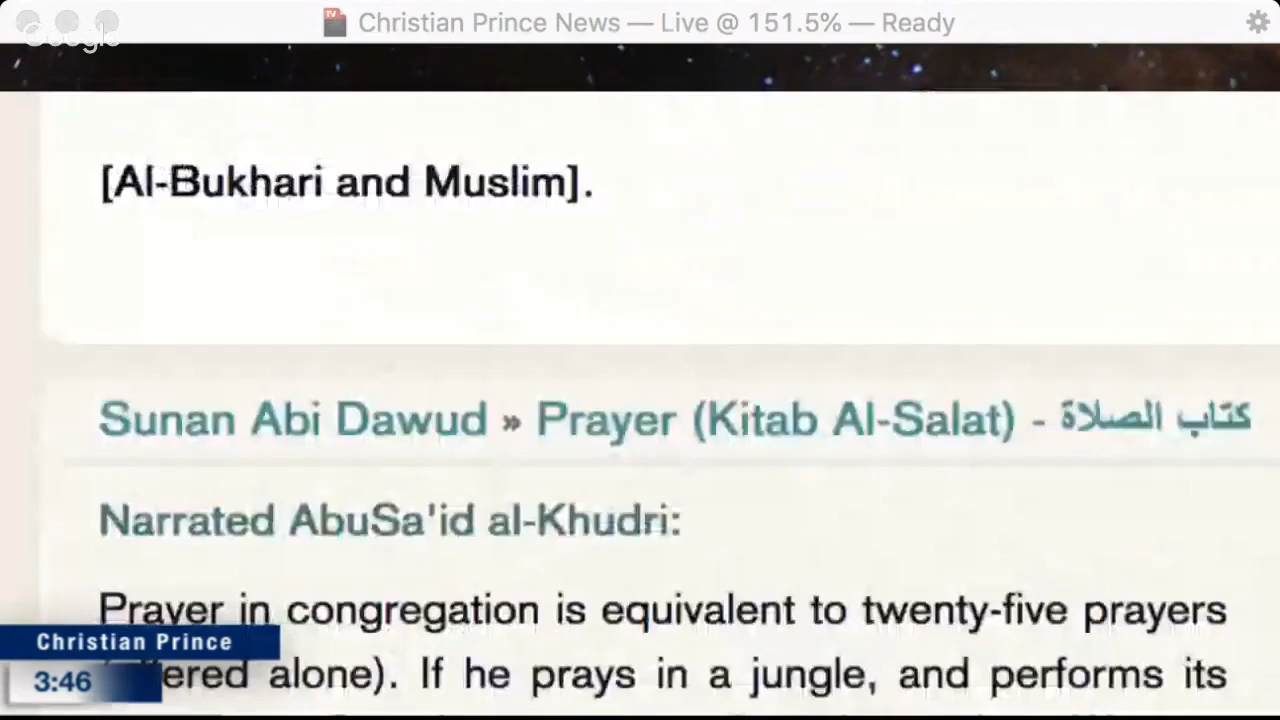 Christian Prince News — Live @ 151.5% — Ready
Google
[Al-Bukhari and Muslim].
Sunan Abi Dawud » Prayer (Kitab Al-Salat) - كتاب الصلاة
Narrated AbuSa'id al-Khudri:
Prayer in congregation is equivalent to twenty-five prayers
alone). If he prays in a jungle, and performs its
Christian Prince
3:46